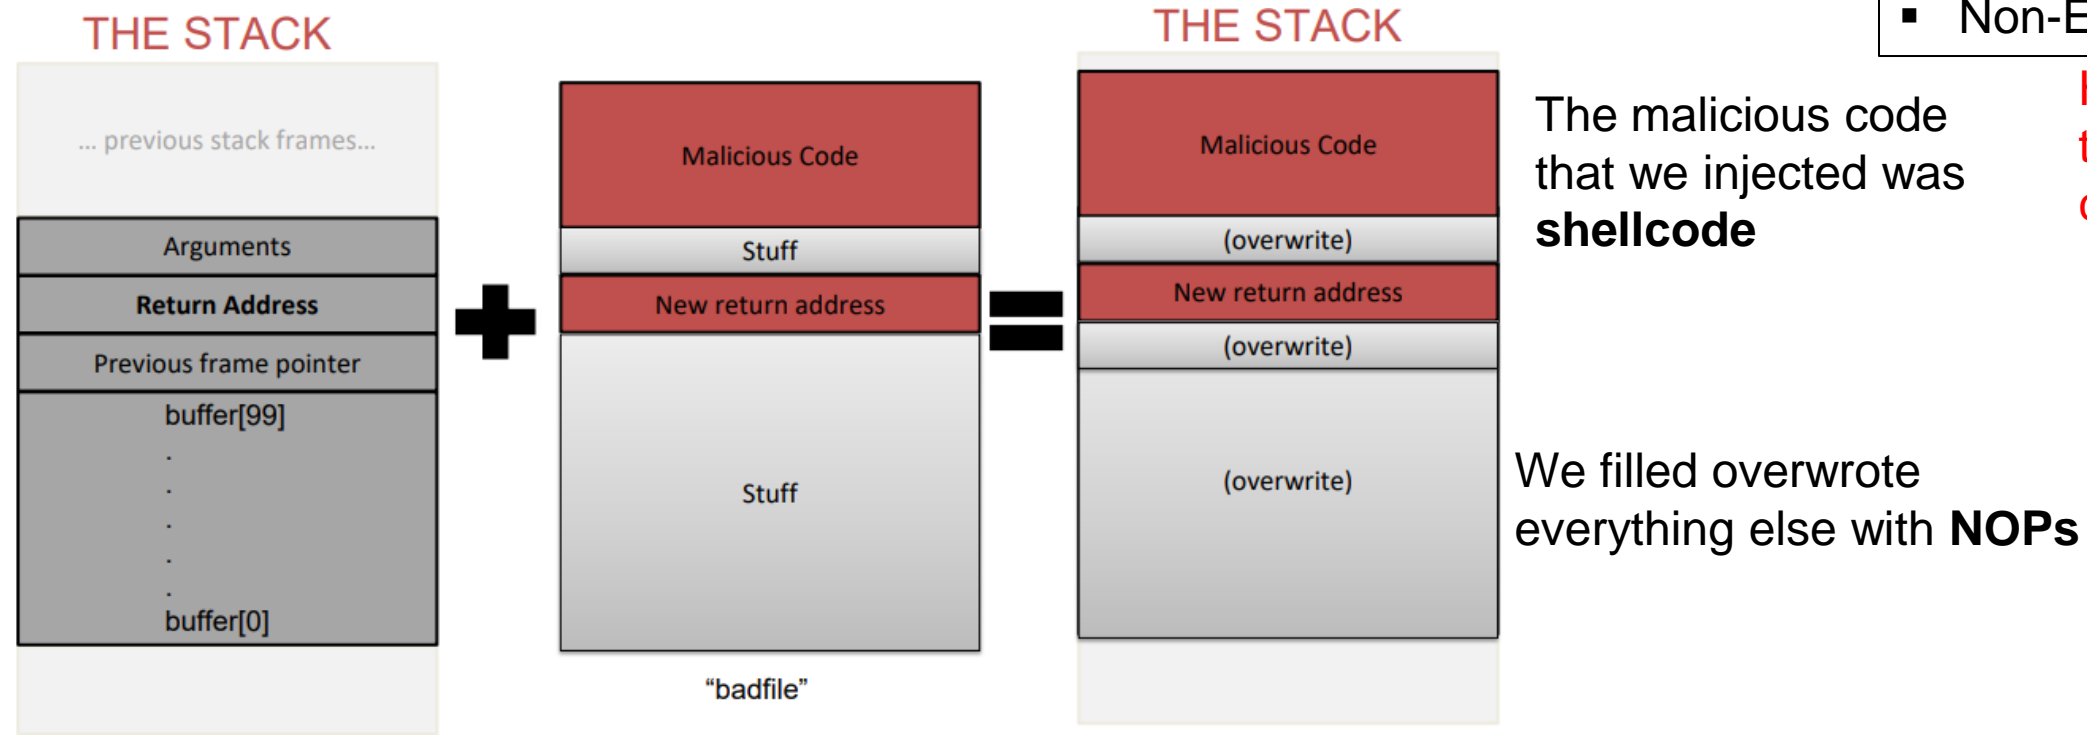 THE STACK
... previous stack frames...
Arguments
Return Address
Previous frame pointer
buffer[99]
.
.
.
.
.
buffer[0]
Malicious Code
Stuff
New return address
Stuff
“badfile”
THE STACK
Malicious Code
(overwrite)
New return address
(overwrite)
(overwrite)
The malicious code
that we injected was
shellcode
We filled overwrote
everything else with NOPs
▪ Non-E